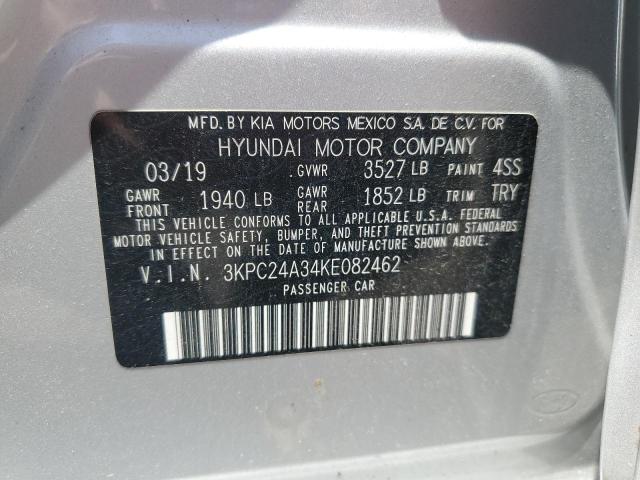 MFD. BY KIA MOTORS MEXICO S.A. DE C.V. FOR
HYUNDAI MOTOR COMPANY
03/19 GVWR 3527 LB PAINT 4SS
GAWR FRONT 1940 LB GAWR REAR 1852 LB TRIM TRY
THIS VEHICLE CONFORMS TO ALL APPLICABLE U.S.A. FEDERAL
MOTOR VEHICLE SAFETY, BUMPER, AND THEFT PREVENTION STANDARDS
IN EFFECT ON THE DATE OF MANUFACTURE SHOWN ABOVE.
V.I.N. 3KPC24A34KE082462
PASSENGER CAR